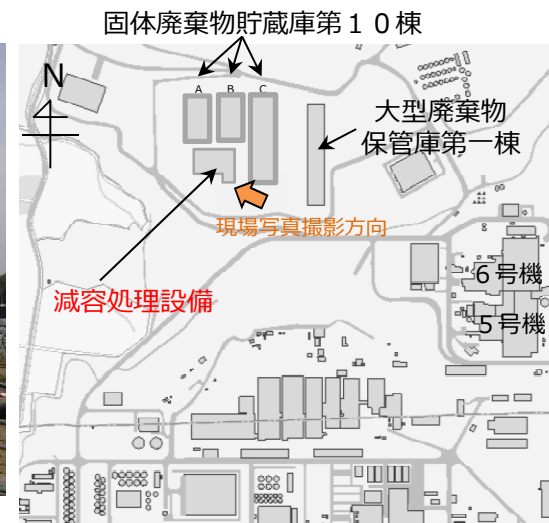 固体廃棄物貯蔵庫第１０棟
N
A
B
C
大型廃棄物
保管庫第一棟
現場写真撮影方向
減容処理設備
６号機
５号機